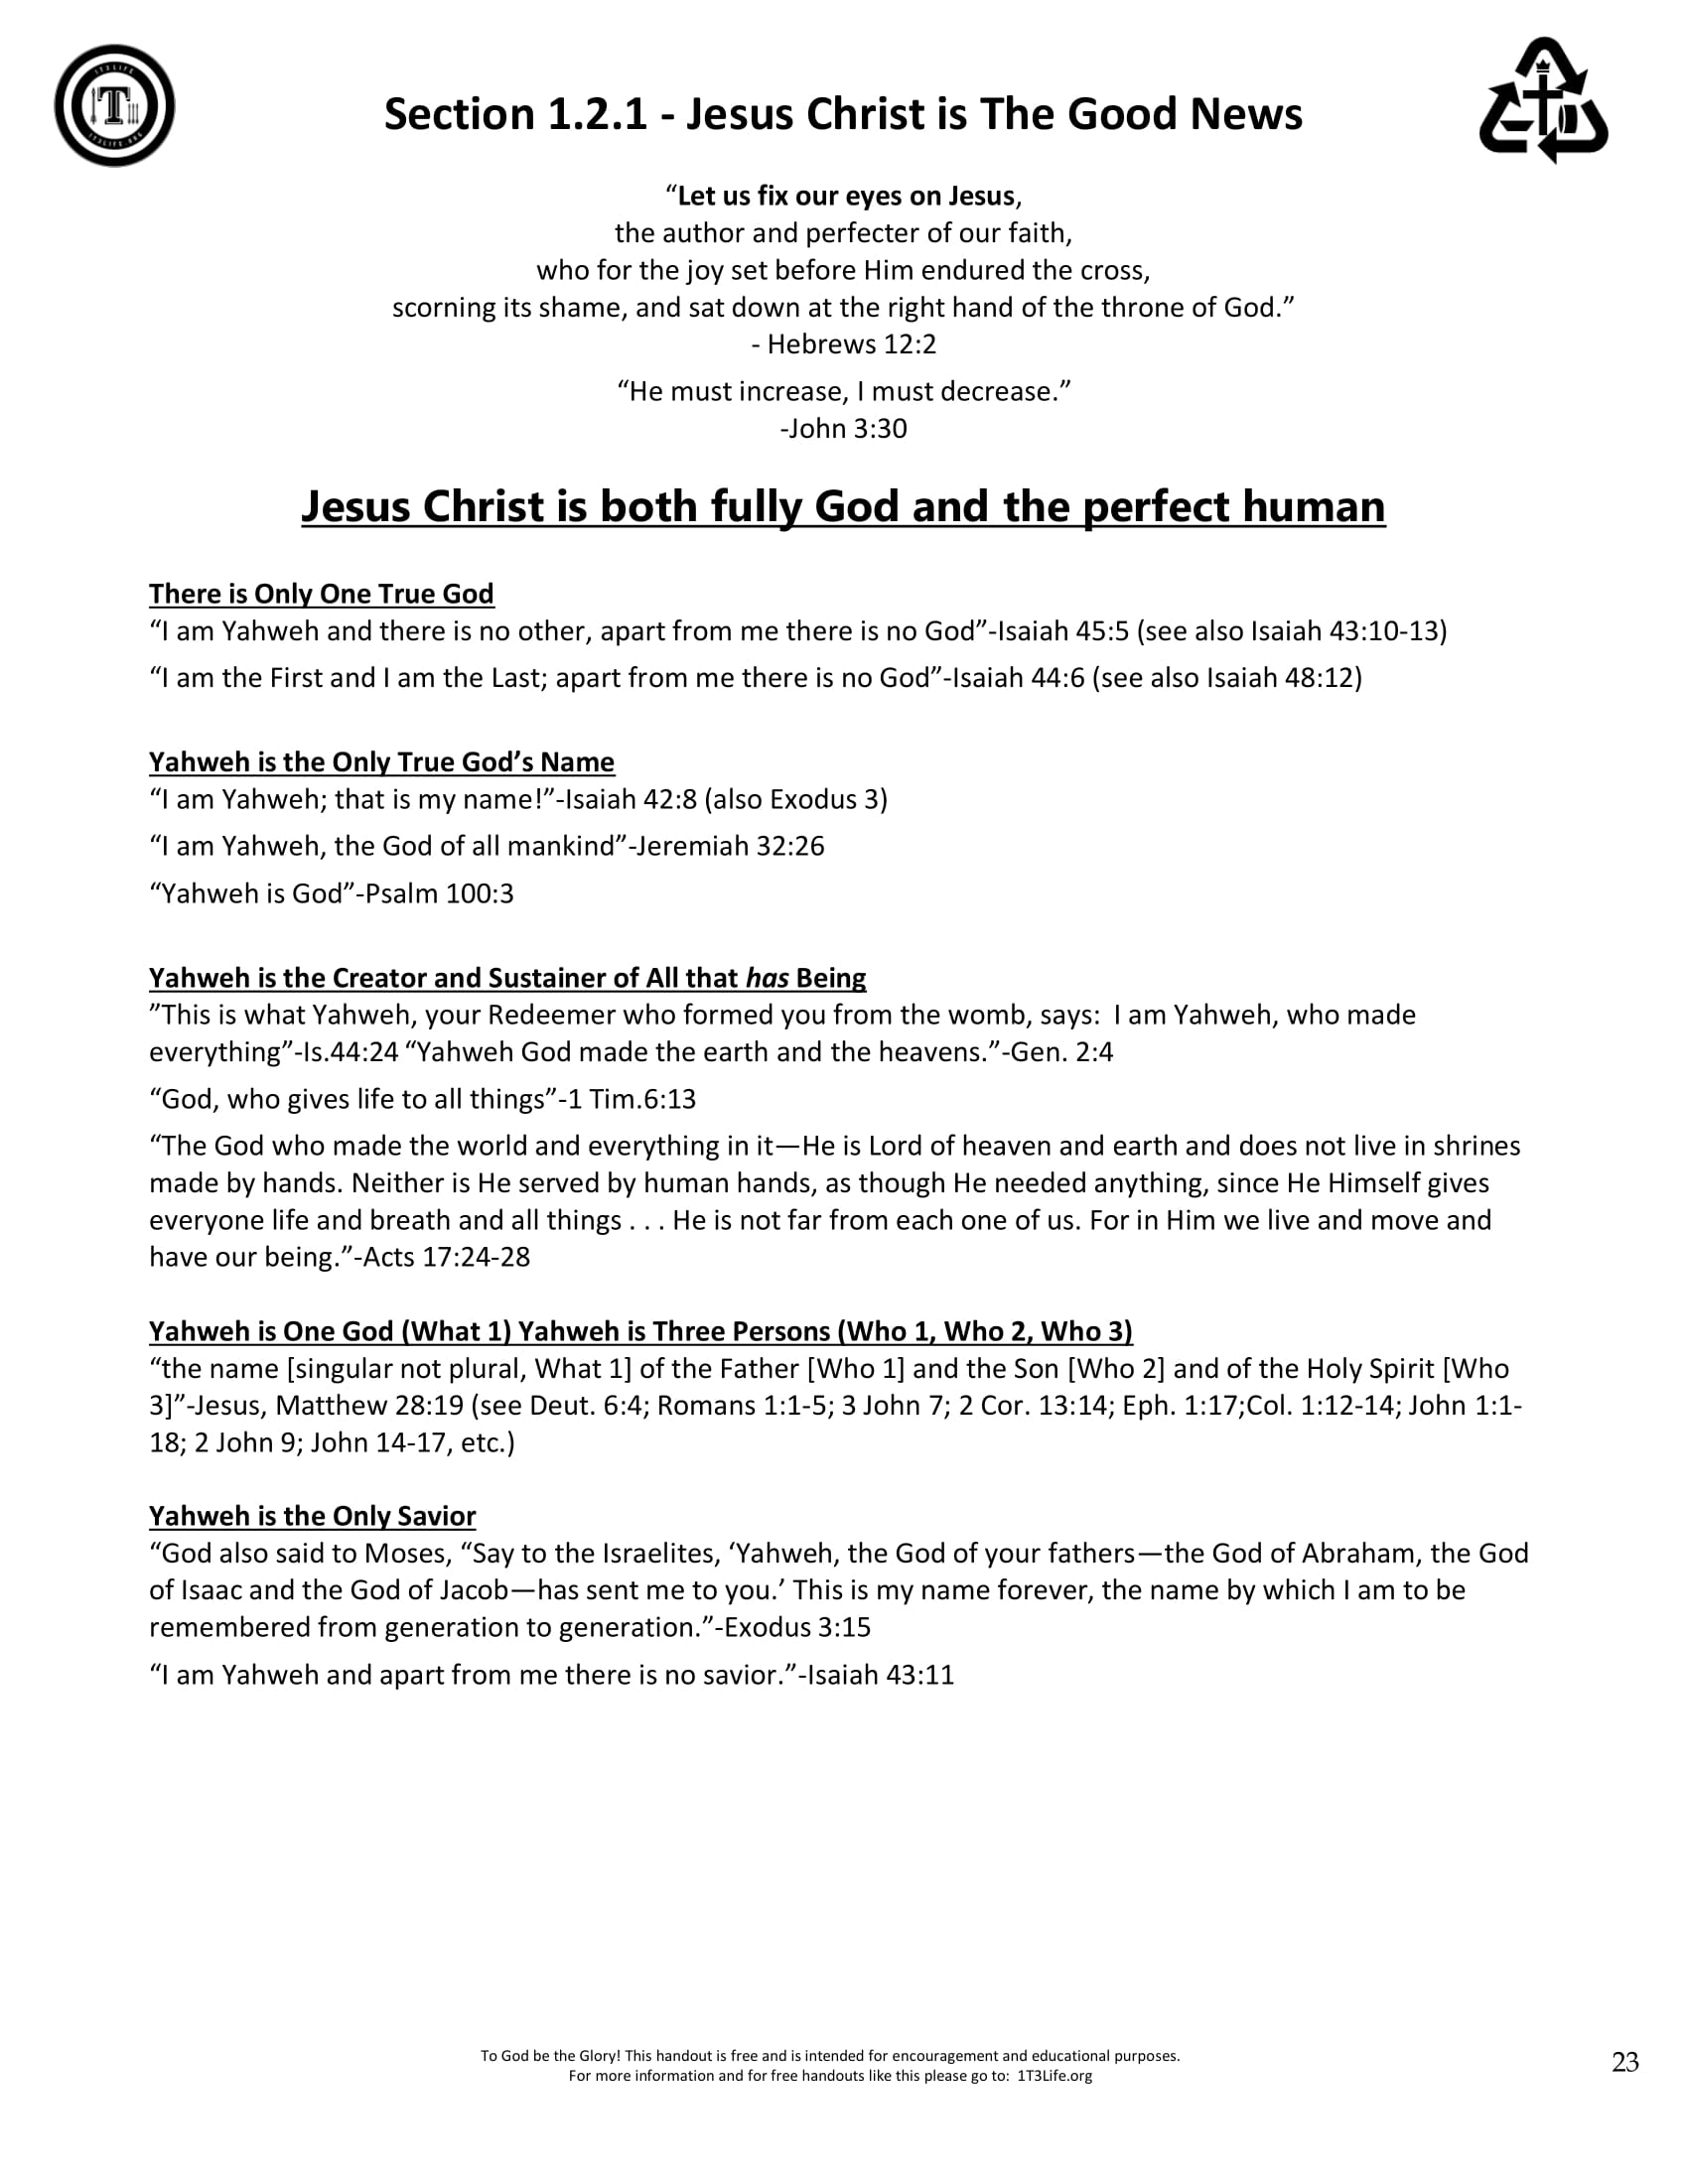 1T3LIFE
T
1T3LIFE.ORG
Section 1.2.1 - Jesus Christ is The Good News
“Let us fix our eyes on Jesus,
the author and perfecter of our faith,
who for the joy set before Him endured the cross,
scorning its shame, and sat down at the right hand of the throne of God.”
- Hebrews 12:2
“He must increase, I must decrease.”
-John 3:30
Jesus Christ is both fully God and the perfect human
There is Only One True God
“I am Yahweh and there is no other, apart from me there is no God”-Isaiah 45:5 (see also Isaiah 43:10-13)
“I am the First and I am the Last; apart from me there is no God”-Isaiah 44:6 (see also Isaiah 48:12)
Yahweh is the Only True God’s Name
“I am Yahweh; that is my name!”-Isaiah 42:8 (also Exodus 3)
“I am Yahweh, the God of all mankind”-Jeremiah 32:26
“Yahweh is God”-Psalm 100:3
Yahweh is the Creator and Sustainer of All that has Being
”This is what Yahweh, your Redeemer who formed you from the womb, says:  I am Yahweh, who made
everything”-Is.44:24 “Yahweh God made the earth and the heavens.”-Gen. 2:4
“God, who gives life to all things”-1 Tim.6:13
“The God who made the world and everything in it—He is Lord of heaven and earth and does not live in shrines
made by hands. Neither is He served by human hands, as though He needed anything, since He Himself gives
everyone life and breath and all things . . . He is not far from each one of us. For in Him we live and move and
have our being.”-Acts 17:24-28
Yahweh is One God (What 1) Yahweh is Three Persons (Who 1, Who 2, Who 3)
“the name [singular not plural, What 1] of the Father [Who 1] and the Son [Who 2] and of the Holy Spirit [Who
3]”-Jesus, Matthew 28:19 (see Deut. 6:4; Romans 1:1-5; 3 John 7; 2 Cor. 13:14; Eph. 1:17;Col. 1:12-14; John 1:1-
18; 2 John 9; John 14-17, etc.)
Yahweh is the Only Savior
“God also said to Moses, “Say to the Israelites, ‘Yahweh, the God of your fathers—the God of Abraham, the God
of Isaac and the God of Jacob—has sent me to you.’ This is my name forever, the name by which I am to be
remembered from generation to generation.”-Exodus 3:15
“I am Yahweh and apart from me there is no savior.”-Isaiah 43:11
To God be the Glory! This handout is free and is intended for encouragement and educational purposes.
For more information and for free handouts like this please go to:  1T3Life.org
23